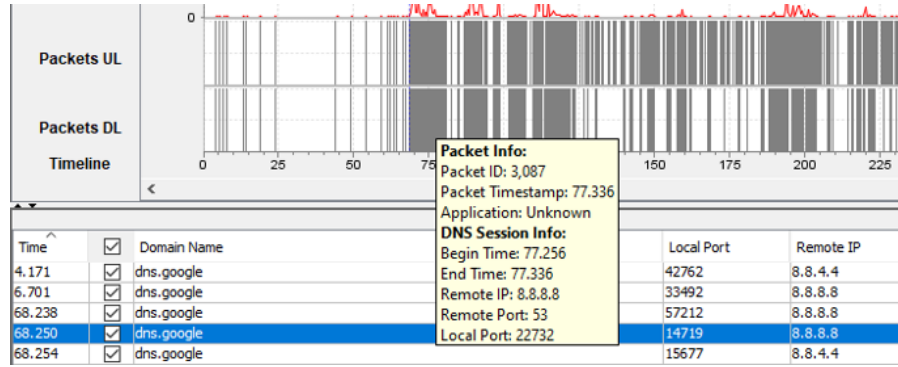 0
Packets UL
Packets DL
Timeline
0 25 50 75 150 175 200 225
Packet Info:
Packet ID: 3,087
Packet Timestamp: 77.336
Application: Unknown
DNS Session Info:
Begin Time: 77.256
End Time: 77.336
Remote IP: 8.8.8.8
Remote Port: 53
Local Port: 22732
Time Domain Name Local Port Remote IP
4.171 dns.google 42762 8.8.4.4
6.701 dns.google 33492 8.8.8.8
68.238 dns.google 57212 8.8.8.8
68.250 dns.google 14719 8.8.8.8
68.254 dns.google 15677 8.8.4.4